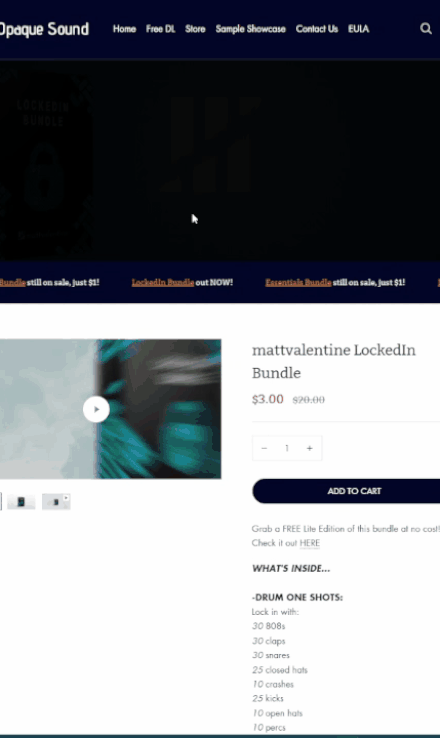 Opaque Sound
Home Free DL Store Sample Showcase Contact Us EULA
LOCKEDIN
BUNDLE
Bundle still on sale, just $1! LockedIn Bundle out NOW! Essentials Bundle still on sale, just $1!
mattvalentine LockedIn
Bundle
$3.00 $20.00
− 1 +
ADD TO CART
Grab a FREE Lite Edition of this bundle at no cost!
Check it out HERE
WHAT'S INSIDE...
-DRUM ONE SHOTS:
Lock in with:
30 808s
30 claps
30 snares
25 closed hats
10 crashes
25 kicks
10 open hats
10 percs